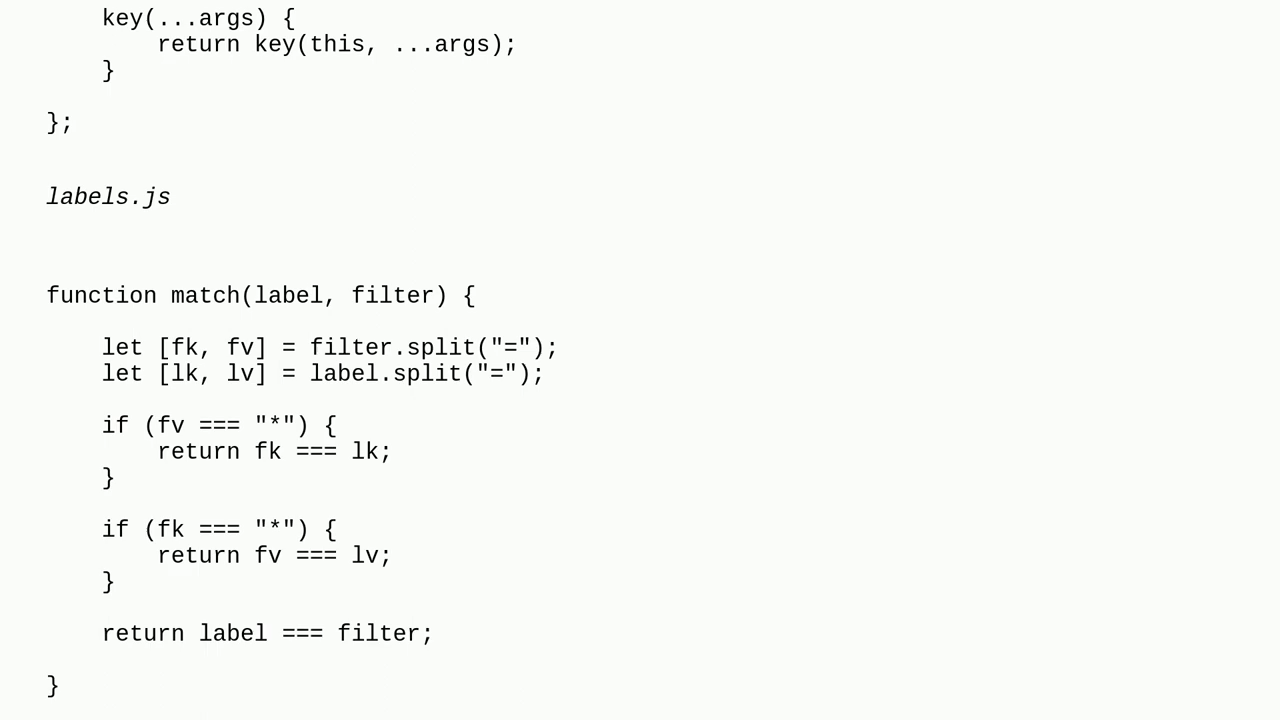 key(...args) {
return key(this, ...args);
}
};
labels.js
function match(label, filter) {
let [fk, fv] = filter.split("=");
let [lk, lv] = label.split("=");
if (fv === "*") {
return fk === lk;
}
if (fk === "*") {
return fv === lv;
}
return label === filter;
}